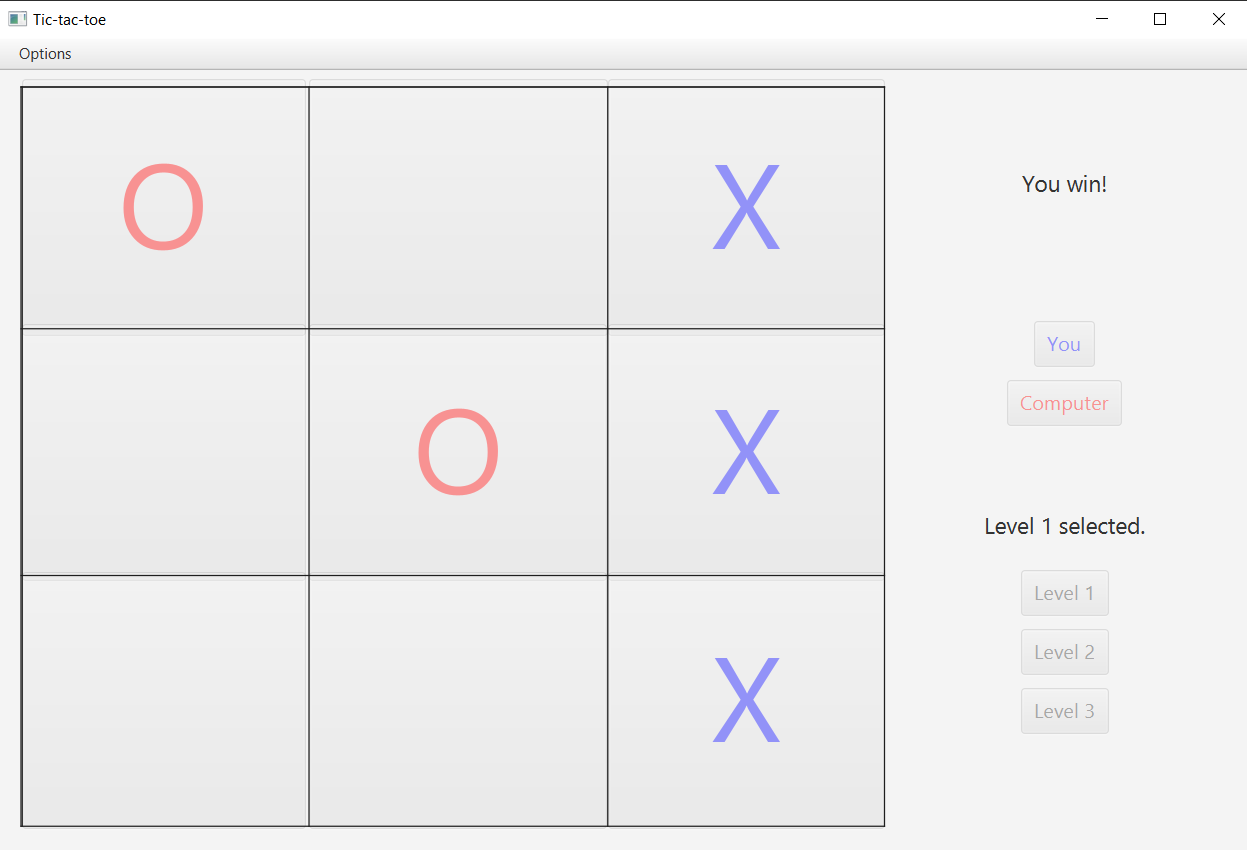 Tic-tac-toe
Options
O X
You win!
You
Computer
O X
Level 1 selected.
Level 1
Level 2
X
Level 3